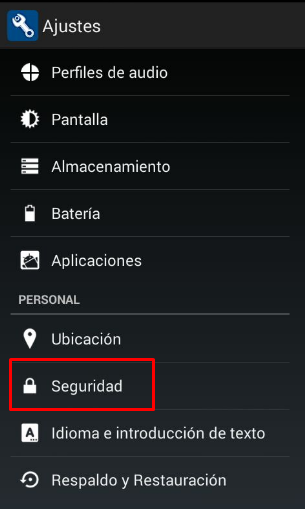 Ajustes
Perfiles de audio
Pantalla
Almacenamiento
Batería
Aplicaciones
PERSONAL
Ubicación
Seguridad
A Idioma e introducción de texto
Respaldo y Restauración